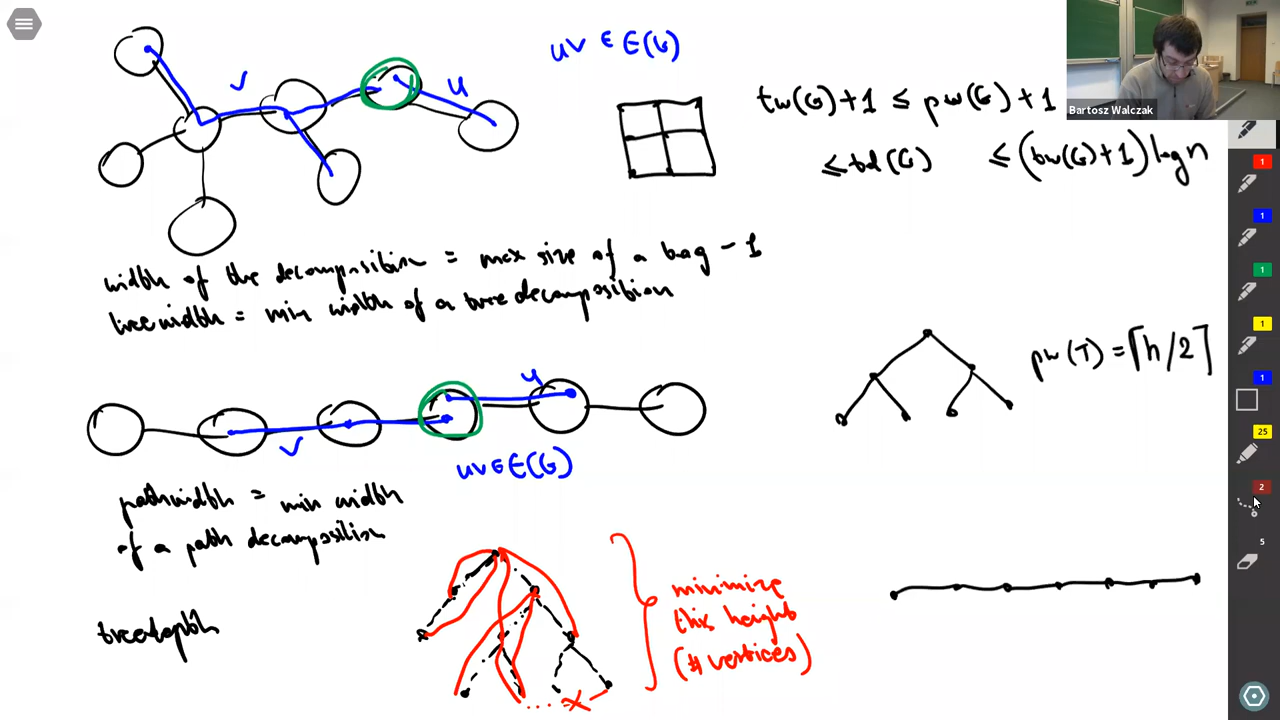 uv ∈ E(G)
tw(G)+1 ≤ pw(G)+1
≤ td(G) ≤ (tw(G)+1) log n
Bartosz Walczak
v
u
width of the decomposition = max size of a bag - 1
treewidth = min width of a tree decomposition
pw(T) = ⌈h/2⌉
v
u
uv ∈ E(G)
pathwidth = min width
of a path decomposition
treedepth
minimize
this height
(# vertices)
1
1
1
1
1
25
2
5